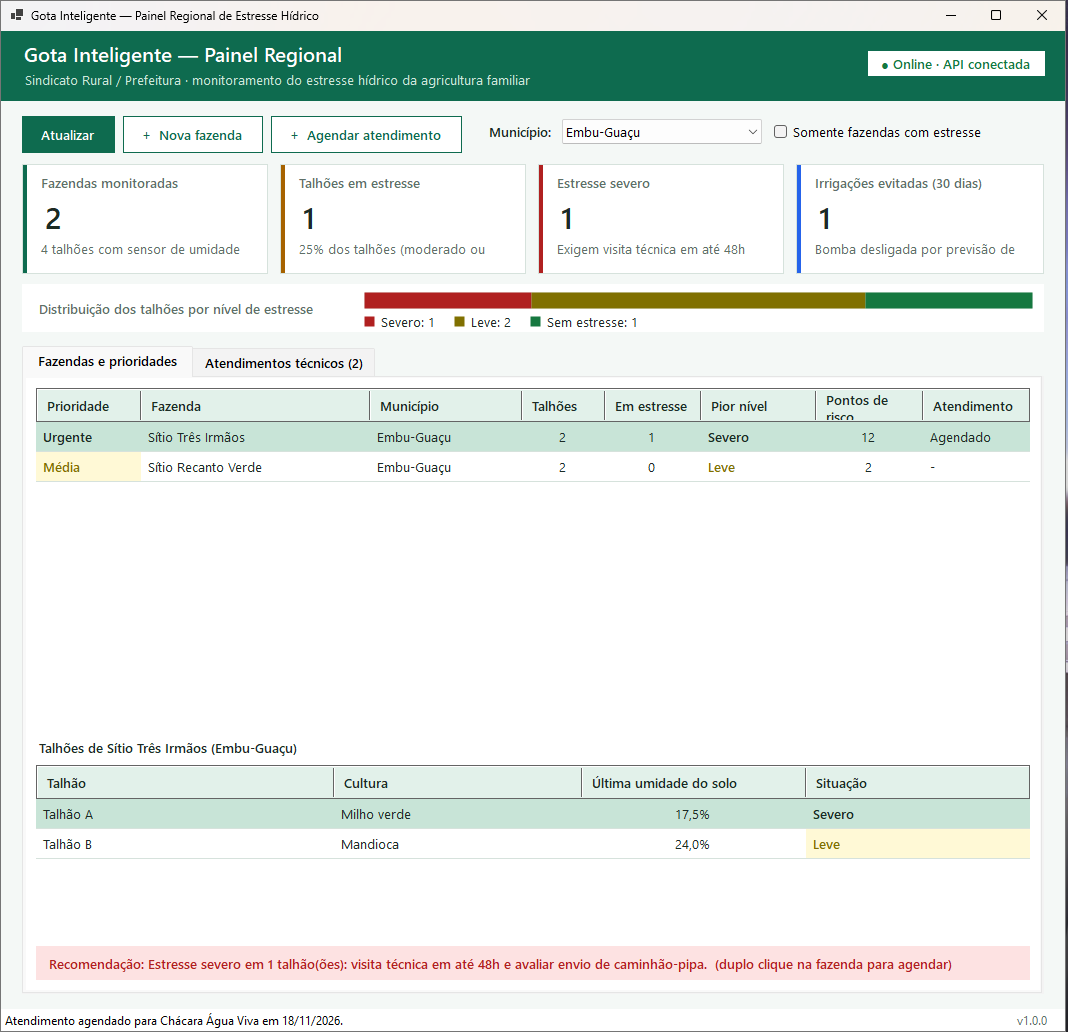 Gota Inteligente — Painel Regional de Estresse Hídrico
Gota Inteligente — Painel Regional
Sindicato Rural / Prefeitura · monitoramento do estresse hídrico da agricultura familiar
● Online · API conectada
Atualizar
+ Nova fazenda
+ Agendar atendimento
Município:
Embu-Guaçu
Somente fazendas com estresse
Fazendas monitoradas
2
4 talhões com sensor de umidade
Talhões em estresse
1
25% dos talhões (moderado ou
Estresse severo
1
Exigem visita técnica em até 48h
Irrigações evitadas (30 dias)
1
Bomba desligada por previsão de
Distribuição dos talhões por nível de estresse
Severo: 1 Leve: 2 Sem estresse: 1
Fazendas e prioridades
Atendimentos técnicos (2)
Prioridade Fazenda Município Talhões Em estresse Pior nível Pontos de risco Atendimento
Urgente Sítio Três Irmãos Embu-Guaçu 2 1 Severo 12 Agendado
Média Sítio Recanto Verde Embu-Guaçu 2 0 Leve 2 -
Talhões de Sítio Três Irmãos (Embu-Guaçu)
Talhão Cultura Última umidade do solo Situação
Talhão A Milho verde 17,5% Severo
Talhão B Mandioca 24,0% Leve
Recomendação: Estresse severo em 1 talhão(ões): visita técnica em até 48h e avaliar envio de caminhão-pipa. (duplo clique na fazenda para agendar)
Atendimento agendado para Chácara Água Viva em 18/11/2026.
v1.0.0